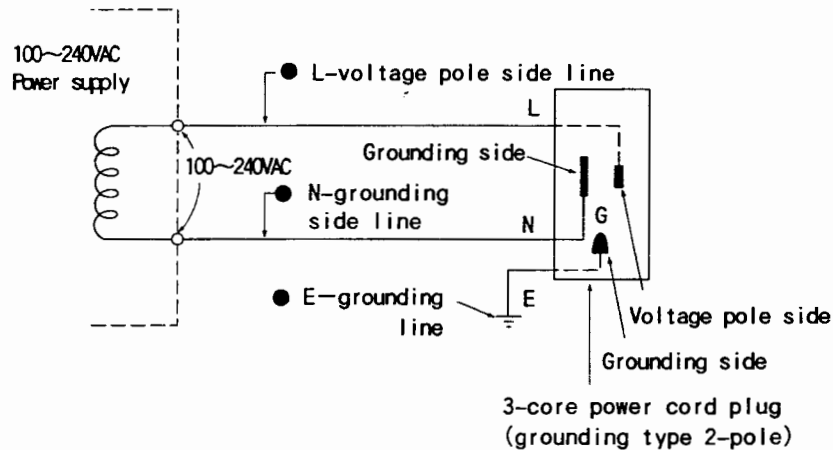 100～240VAC
Power supply
● L-voltage pole side line
L
Grounding side
100～240VAC
● N-grounding
side line
N
G
● E-grounding
line
E
Voltage pole side
Grounding side
3-core power cord plug
(grounding type 2-pole)